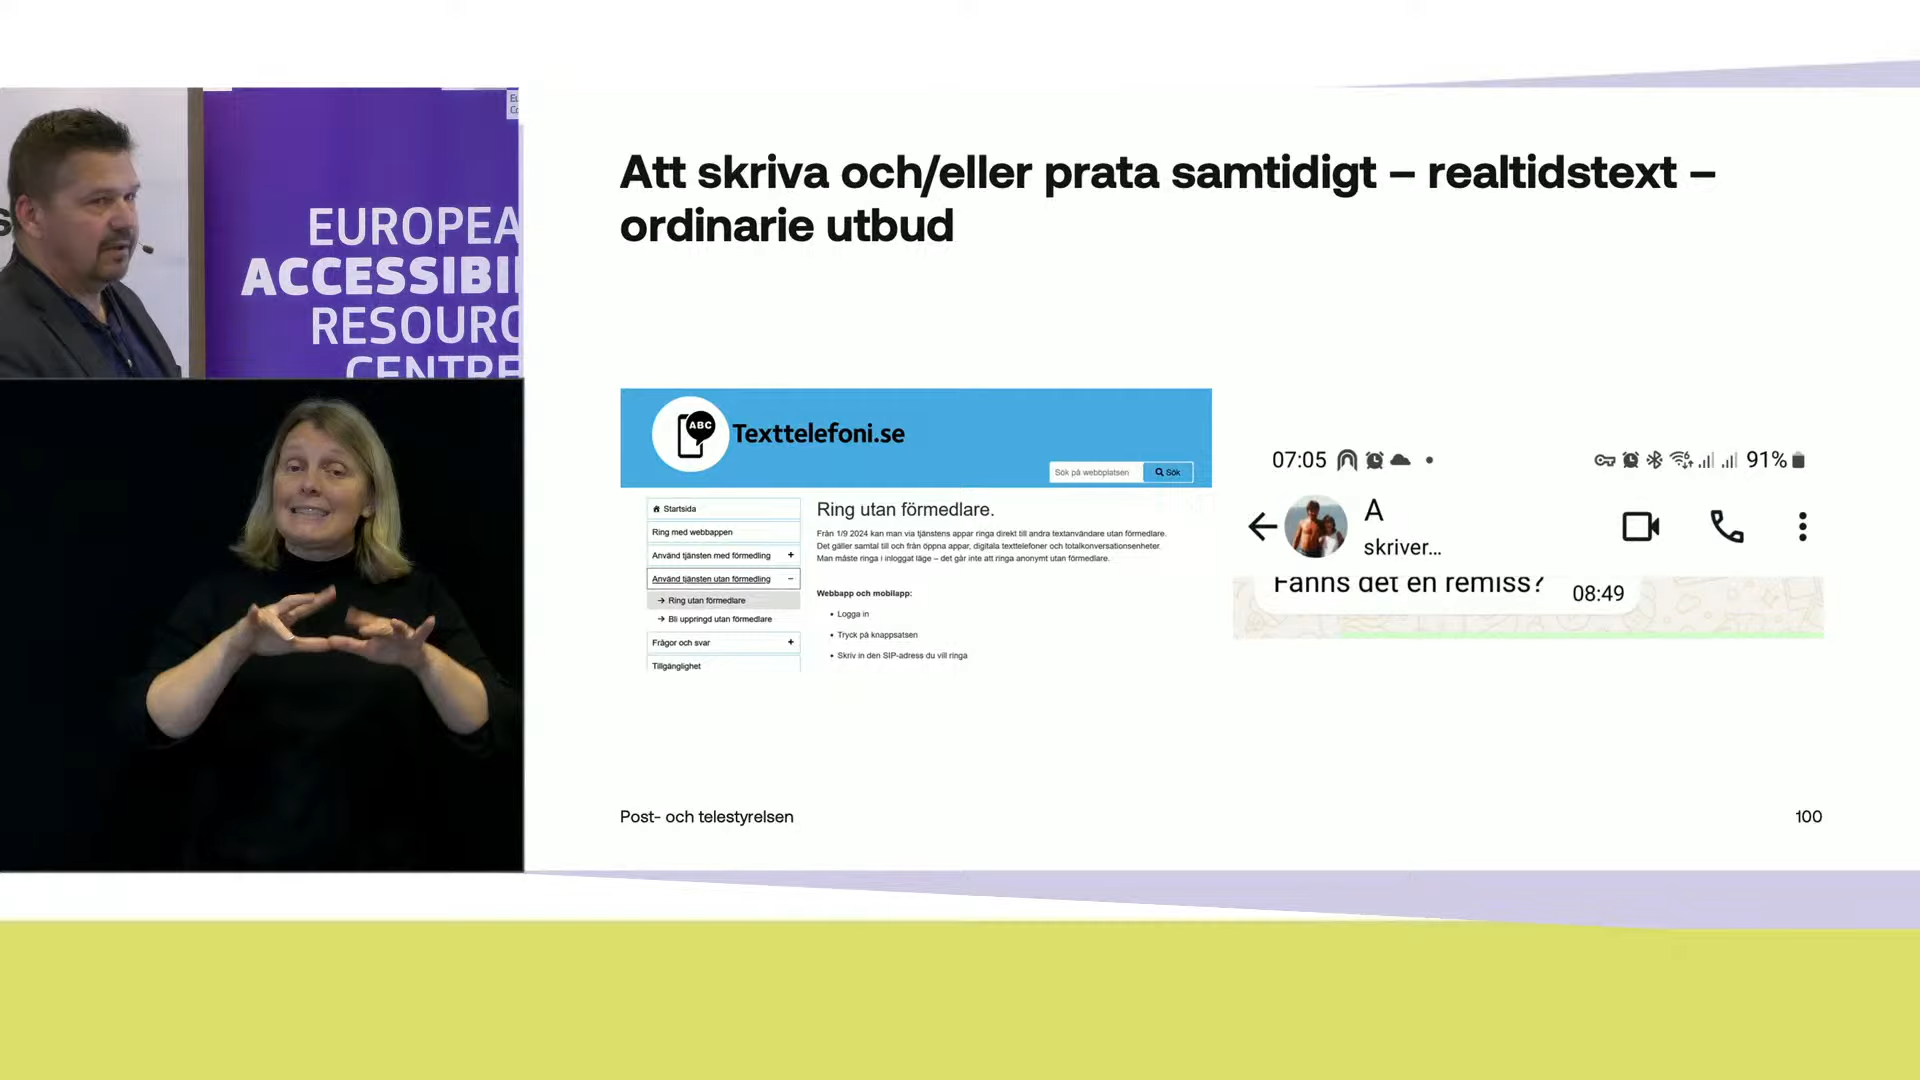 EUROPEA
ACCESSIBI
RESOURC
CENTRE
Att skriva och/eller prata samtidigt – realtidstext –
ordinarie utbud
ABC
Texttelefoni.se
Sök på webbplatsen
Sök
Startsida
Ring med webbappen
Använd tjänsten med förmedling +
Använd tjänsten utan förmedling –
→ Ring utan förmedlare
→ Bli uppringd utan förmedlare
Frågor och svar +
Tillgänglighet
Ring utan förmedlare.
Från 1/9 2024 kan man via tjänstens appar ringa direkt till andra textanvändare utan förmedlare.
Det gäller samtal till och från öppna appar, digitala texttelefoner och totalkonversationsenheter.
Man måste ringa i inloggat läge – det går inte att ringa anonymt utan förmedlare.
Webbapp och mobilapp:
• Logga in
• Tryck på knappsatsen
• Skriv in den SIP-adress du vill ringa
07:05
91%
A
skriver...
Fanns det en remiss? 08:49
Post- och telestyrelsen
100